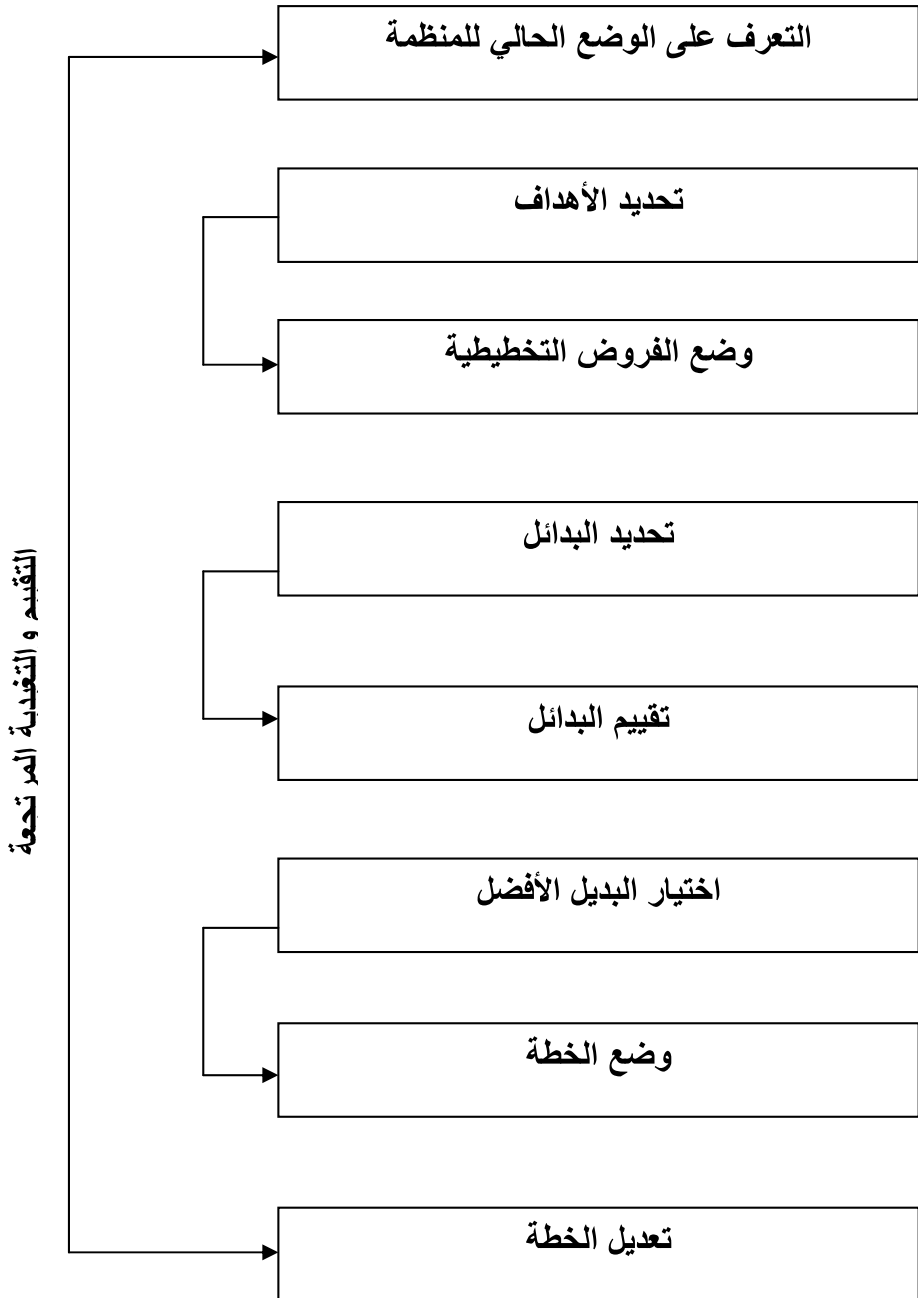 التعرف على الوضع الحالي للمنظمة
تحديد الأهداف
وضع الفروض التخطيطية
تحديد البدائل
تقييم البدائل
اختيار البديل الأفضل
وضع الخطة
تعديل الخطة
التقييم و التغدية المرتجعة